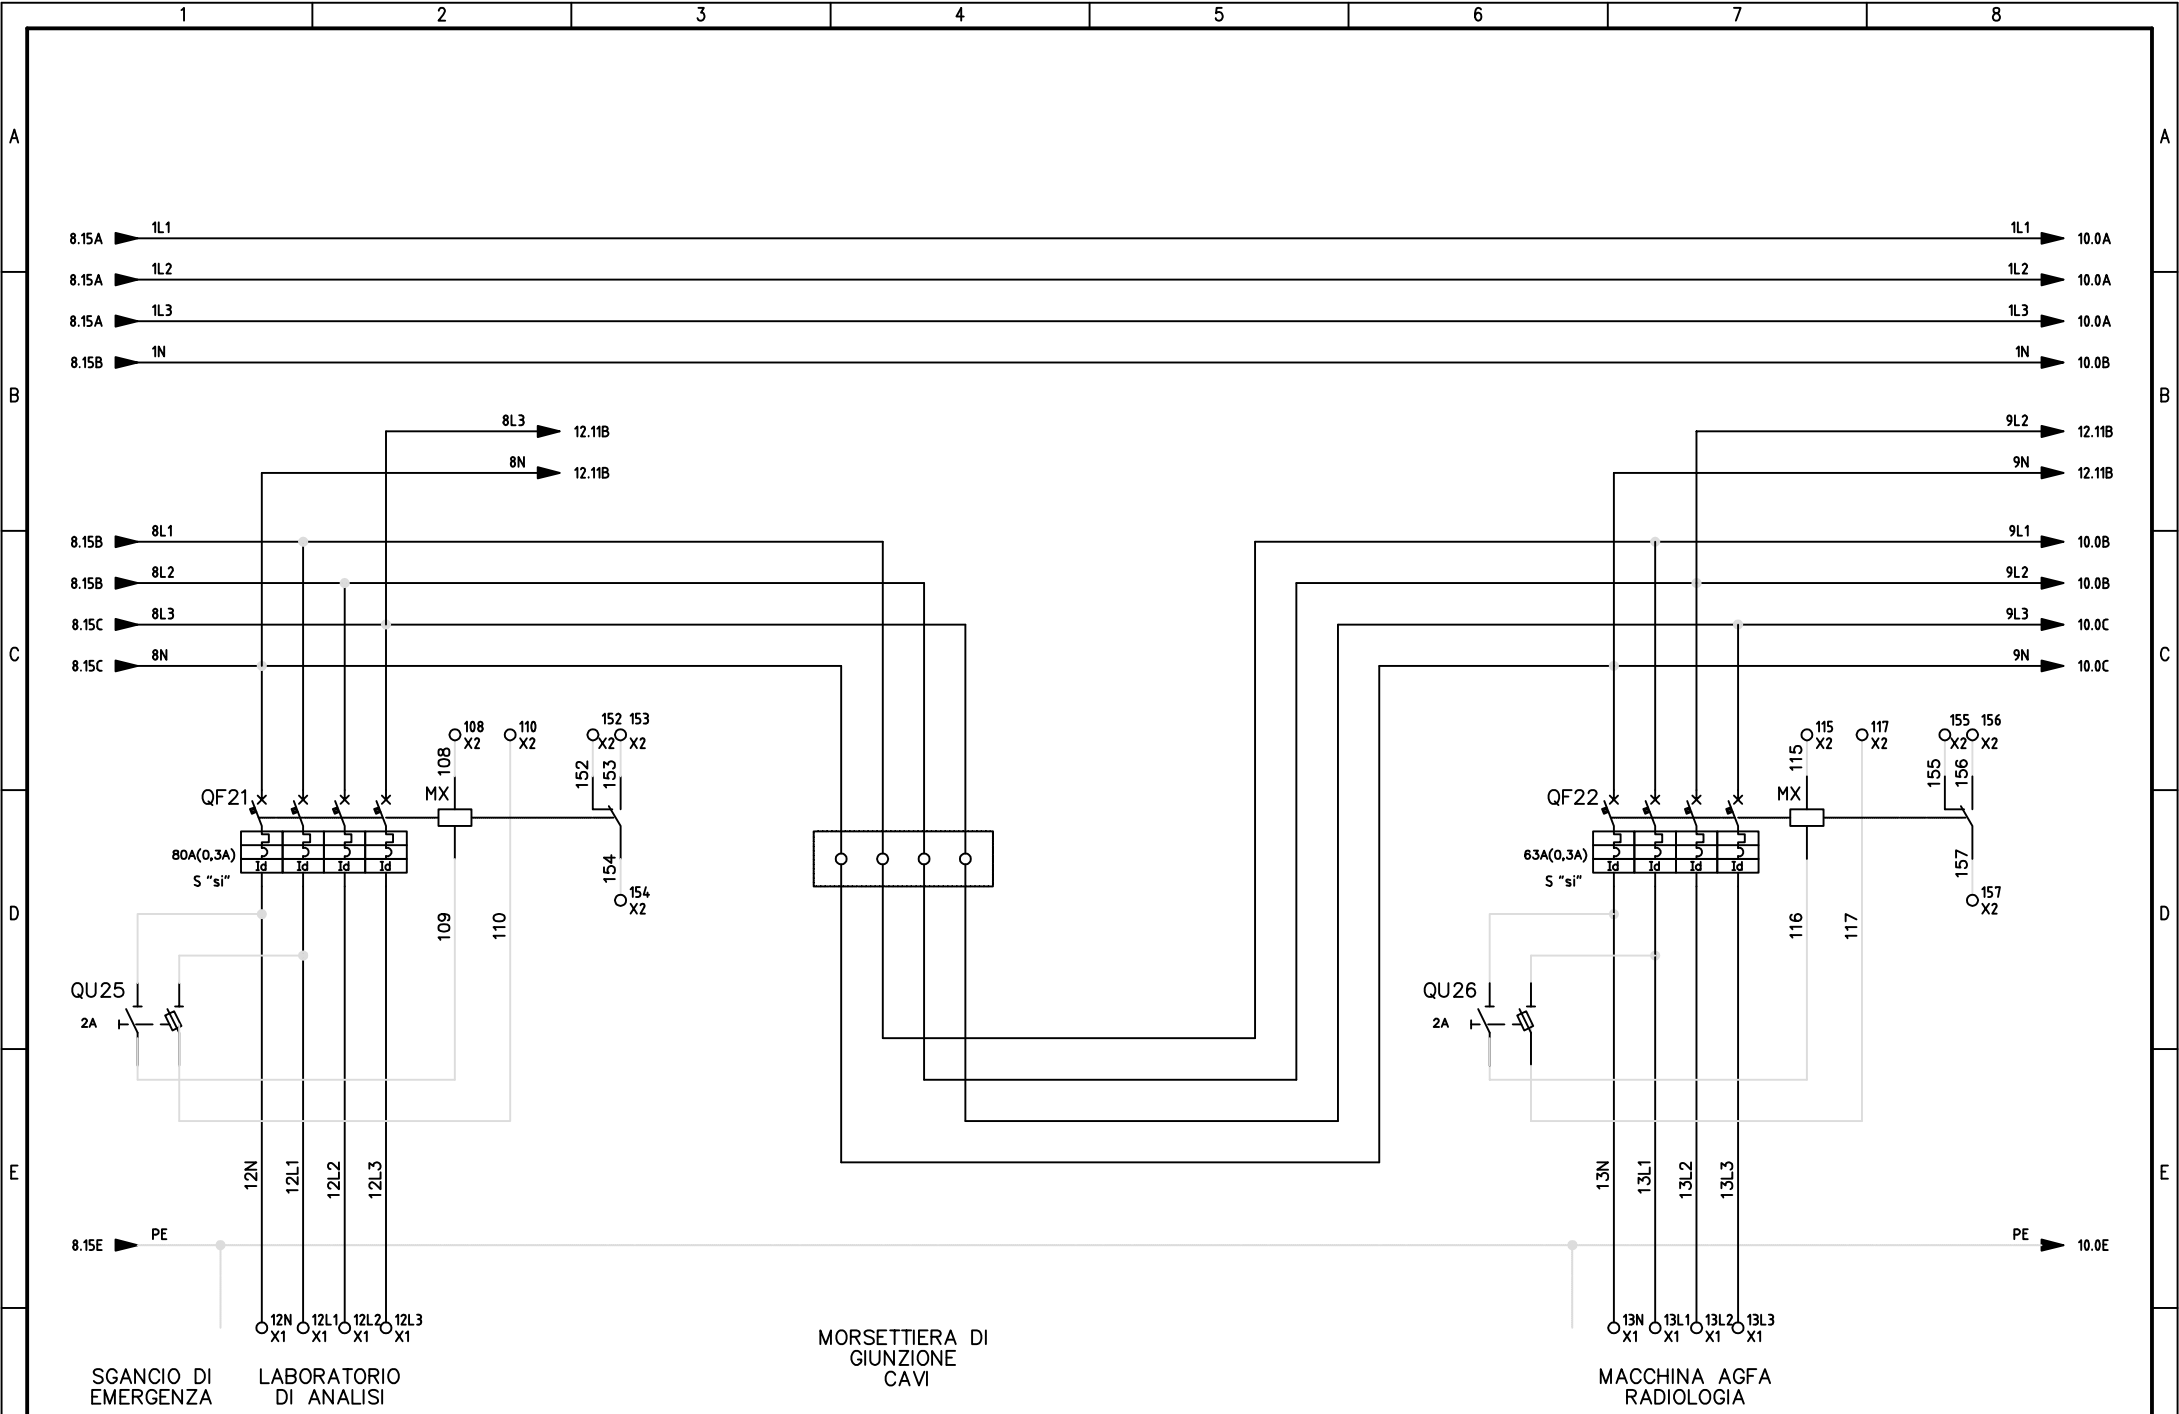 1 2 3 4 5 6 7 8
A A
8.15A 1L1 1L1 10.0A
8.15A 1L2 1L2 10.0A
8.15A 1L3 1L3 10.0A
8.15B 1N 1N 10.0B
B B
8L3 12.11B 9L2 12.11B
8N 12.11B 9N 12.11B
8.15B 8L1 9L1 10.0B
8.15B 8L2 9L2 10.0B
8.15C 8L3 9L3 10.0C
8.15C 8N 9N 10.0C
C C
108 X2
110 X2
152 X2
153 X2
115 X2
117 X2
155 X2
156 X2
108
152
153
115
155
156
QF21
MX
QF22
MX
80A(0,3A)
S "si"
Id Id Id Id
63A(0,3A)
S "si"
Id Id Id Id
154
154 X2
157
157 X2
D D
109
110
116
117
QU25
2A
QU26
2A
E E
12N 12L1 12L2 12L3
13N 13L1 13L2 13L3
8.15E PE PE 10.0E
12N X1
12L1 X1
12L2 X1
12L3 X1
13N X1
13L1 X1
13L2 X1
13L3 X1
SGANCIO DI
EMERGENZA
LABORATORIO
DI ANALISI
MORSETTIERA DI
GIUNZIONE
CAVI
MACCHINA AGFA
RADIOLOGIA